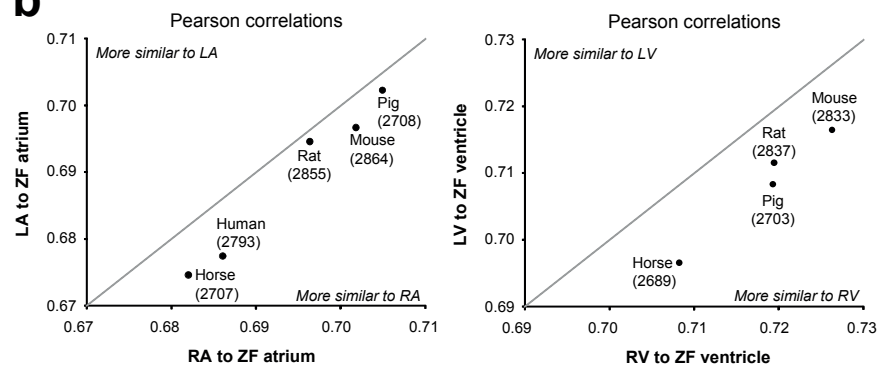 b
Pearson correlations
0.71
More similar to LA
0.70
Pig
(2708)
Mouse
(2864)
0.69
Rat
(2855)
0.68
Human
(2793)
Horse
(2707)
0.67
More similar to RA
LA to ZF atrium
0.67
0.68
0.69
0.70
0.71
RA to ZF atrium
Pearson correlations
0.73
More similar to LV
0.72
Mouse
(2833)
Rat
(2837)
0.71
Pig
(2703)
0.70
Horse
(2689)
0.69
More similar to RV
LV to ZF ventricle
0.69
0.70
0.71
0.72
0.73
RV to ZF ventricle